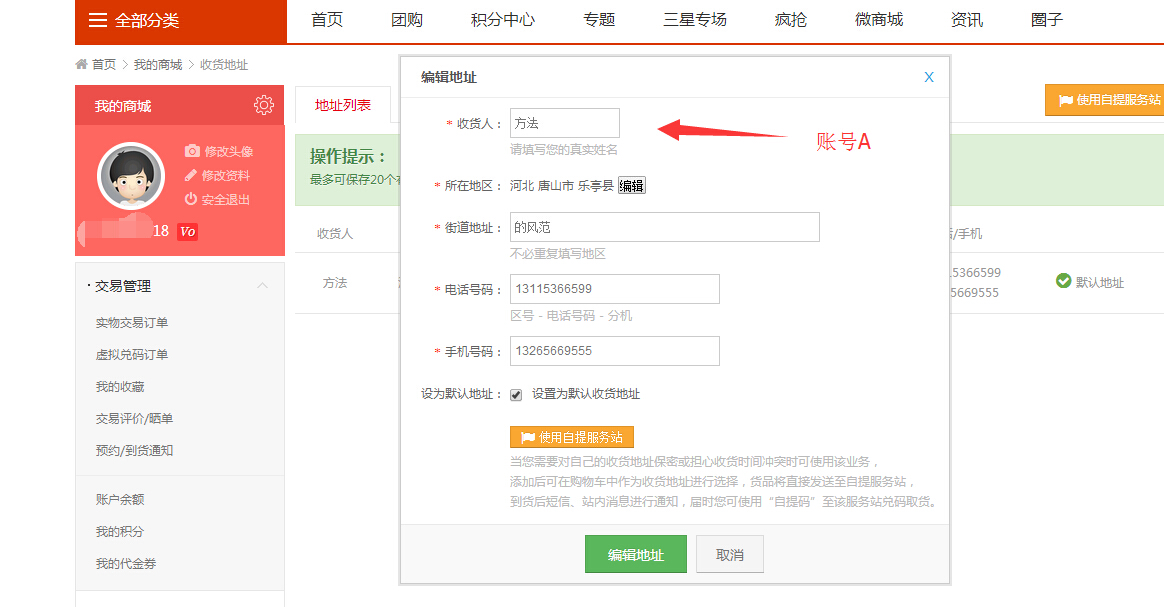 全部分类 首页 团购 积分中心 专题 三星专场 疯抢 微商城 资讯 圈子
首页 > 我的商城 > 收货地址
我的商城
修改头像
修改资料
安全退出
18 V0
· 交易管理
实物交易订单
虚拟兑码订单
我的收藏
交易评价/晒单
预约/到货通知
账户余额
我的积分
我的代金券
地址列表
使用自提服务站
操作提示：
最多可保存20个
收货人
/手机
方法
5366599
5669555
默认地址
编辑地址 X
* 收货人： 方法
请填写您的真实姓名
* 所在地区： 河北 唐山市 乐亭县 编辑
* 街道地址： 的风范
不必重复填写地区
* 电话号码： 13115366599
区号 - 电话号码 - 分机
* 手机号码： 13265669555
设为默认地址： 设置为默认收货地址
使用自提服务站
当您需要对自己的收货地址保密或担心收货时间冲突时可使用该业务，
添加后可在购物车中作为收货地址进行选择，货品将直接发送至自提服务站，
到货后短信、站内消息进行通知，届时您可使用“自提码”至该服务站兑码取货。
编辑地址 取消
账号A